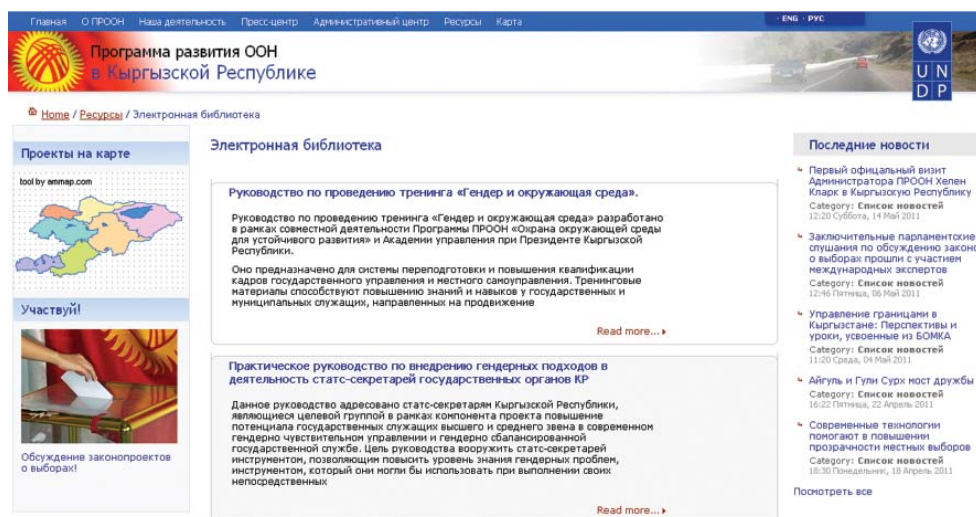 Главная О ПРООН Наша деятельность Пресс-центр Административный центр Ресурсы Карта
· ENG · РУС
Программа развития ООН
в Кыргызской Республике
U N
D P
Home / Ресурсы / Электронная библиотека
Проекты на карте
tool by ammap.com
Участвуй!
Обсуждение законопроектов
о выборах!
Электронная библиотека
Руководство по проведению тренинга «Гендер и окружающая среда».
Руководство по проведению тренинга «Гендер и окружающая среда» разработано
в рамках совместной деятельности Программы ПРООН «Охрана окружающей среды
для устойчивого развития» и Академии управления при Президенте Кыргызской
Республики.
Оно предназначено для системы переподготовки и повышения квалификации
кадров государственного управления и местного самоуправления. Тренинговые
материалы способствуют повышению знаний и навыков у государственных и
муниципальных служащих, направленных на продвижение
Read more...
Практическое руководство по внедрению гендерных подходов в
деятельность статс-секретарей государственных органов КР
Данное руководство адресовано статс-секретарям Кыргызской Республики,
являющиеся целевой группой в рамках компонента проекта повышение
потенциала государственных служащих высшего и среднего звена в современном
гендерно чувствительном управлении и гендерно сбалансированной
государственной службе. Цель руководства вооружить статс-секретарей
инструментом, позволяющим повысить уровень знания гендерных проблем,
инструментом, который они могли бы использовать при выполнении своих
непосредственных
Read more...
Последние новости
Первый официальный визит
Администратора ПРООН Хелен
Кларк в Кыргызскую Республику
Category: Список новостей
12:20 Суббота, 14 Май 2011
Заключительные парламентские
слушания по обсуждению законо
о выборах прошли с участием
международных экспертов
Category: Список новостей
12:46 Пятница, 06 Май 2011
Управление границами в
Кыргызстане: Перспективы и
уроки, усвоенные из БОМКА
Category: Список новостей
11:20 Среда, 04 Май 2011
Айгуль и Гули Сурх мост дружбы
Category: Список новостей
16:22 Пятница, 22 Апрель 2011
Современные технологии
помогают в повышении
прозрачности местных выборов
Category: Список новостей
18:30 Понедельник, 18 Апрель 2011
Посмотреть все